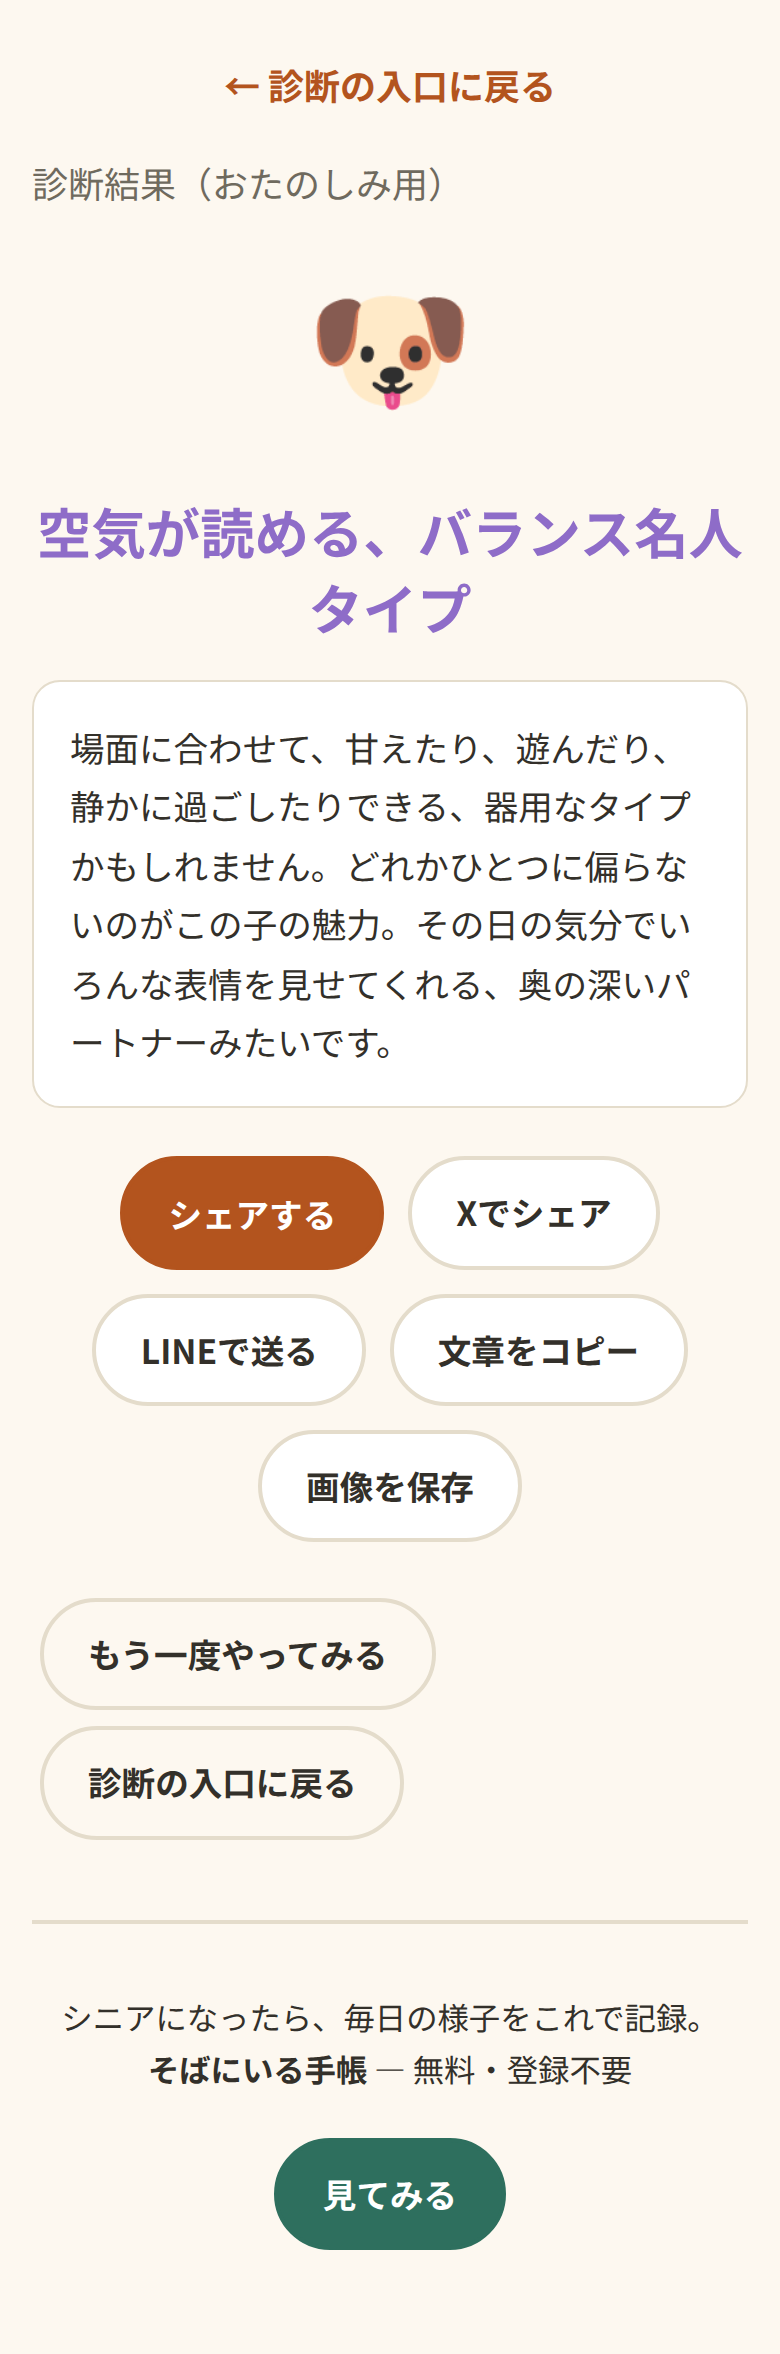 ← 診断の入口に戻る
診断結果（おたのしみ用）
空気が読める、バランス名人
タイプ
場面に合わせて、甘えたり、遊んだり、
静かに過ごしたりできる、器用なタイプ
かもしれません。どれかひとつに偏らな
いのがこの子の魅力。その日の気分でい
ろんな表情を見せてくれる、奥の深いパ
ートナーみたいです。
シェアする
Xでシェア
LINEで送る
文章をコピー
画像を保存
もう一度やってみる
診断の入口に戻る
シニアになったら、毎日の様子をこれで記録。
そばにいる手帳 — 無料・登録不要
見てみる